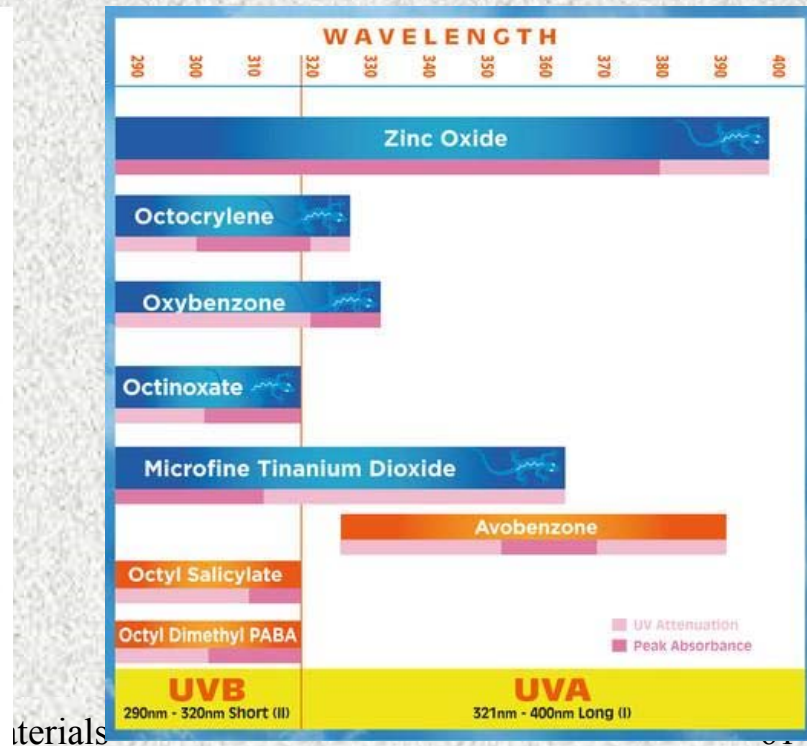 WAVELENGTH
290 300 310 320 330 340 350 360 370 380 390 400
Zinc Oxide
Octocrylene
Oxybenzone
Octinoxate
Microfine Tinanium Dioxide
Avobenzone
Octyl Salicylate
Octyl Dimethyl PABA
UV Attenuation
Peak Absorbance
UVB
290nm - 320nm Short (II)
UVA
321nm - 400nm Long (I)